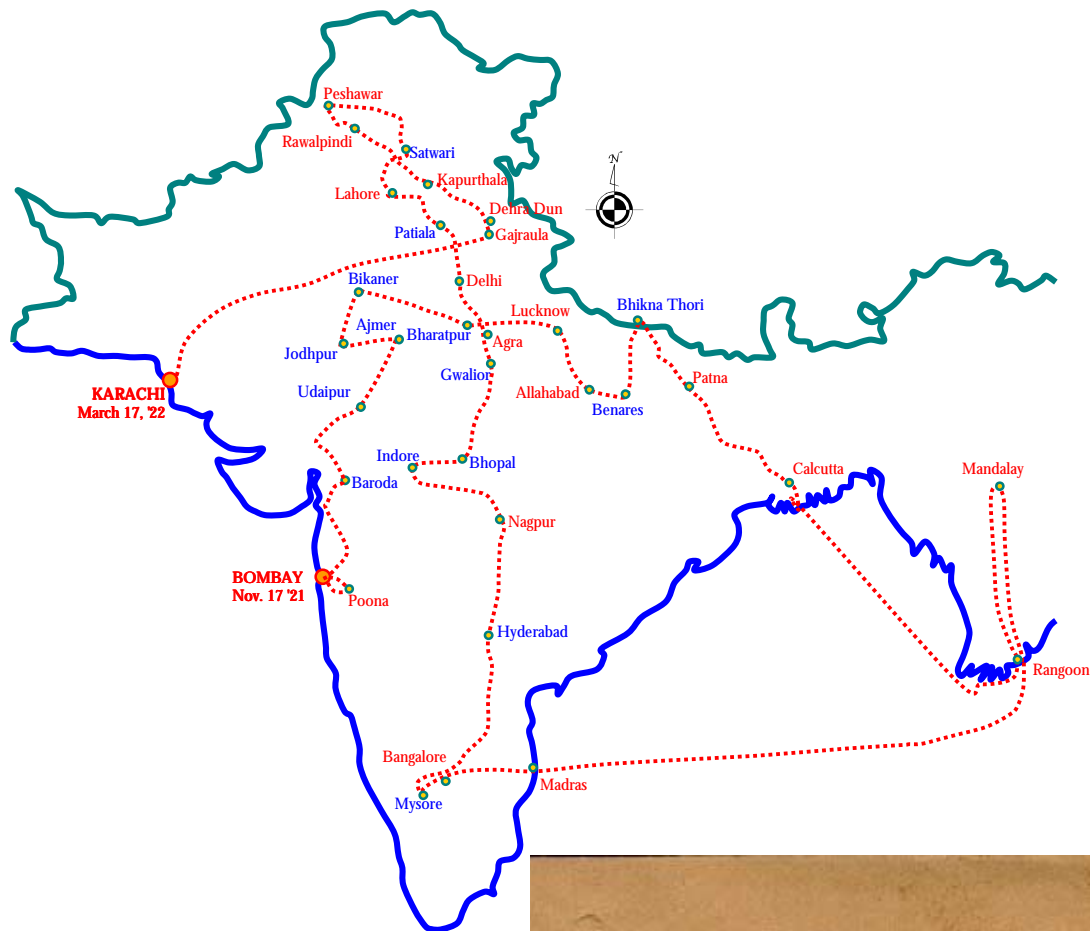 Peshawar
Rawalpindi
Satwari
N
Kapurthala
Lahore
Dehra Dun
Patiala
Gajraula
Delhi
Bikaner
Bhikna Thori
Lucknow
Ajmer
Bharatpur
Agra
Jodhpur
Gwalior
Patna
KARACHI
March 17, '22
Udaipur
Allahabad
Benares
Indore
Bhopal
Calcutta
Mandalay
Baroda
Nagpur
BOMBAY
Nov. 17 '21
Poona
Hyderabad
Rangoon
Bangalore
Madras
Mysore